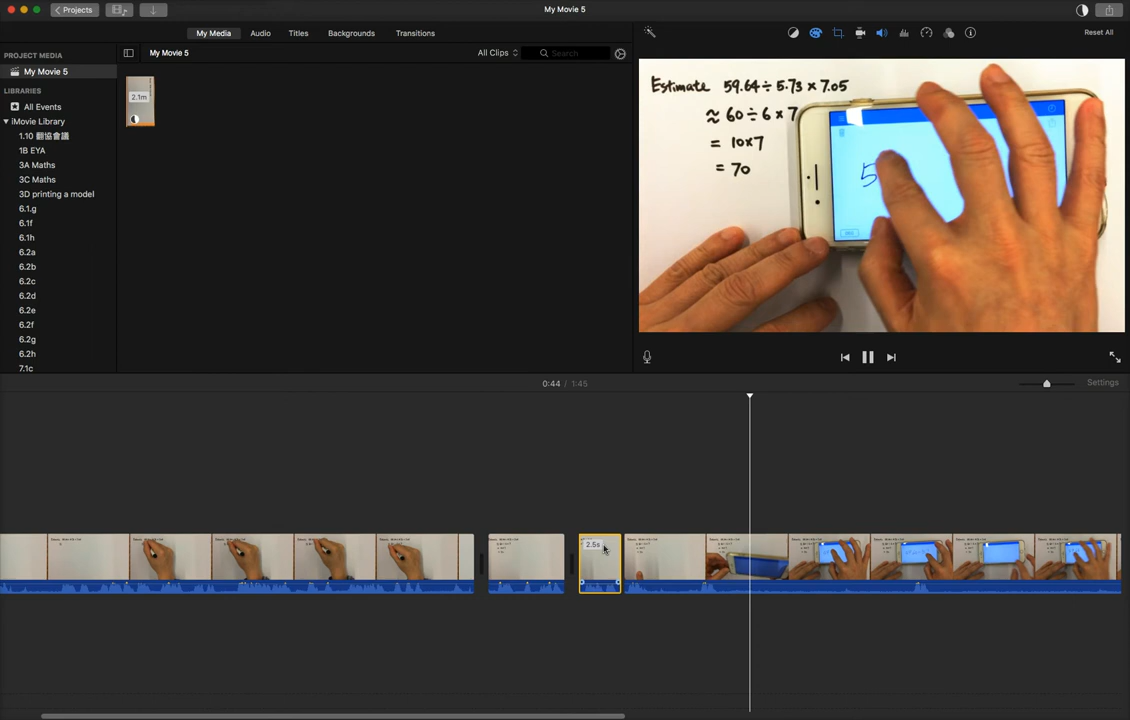 Projects
My Movie 5
My Media
Audio
Titles
Backgrounds
Transitions
Reset All
PROJECT MEDIA
My Movie 5
LIBRARIES
All Events
iMovie Library
1.10 翻協會議
1B EYA
3A Maths
3C Maths
3D printing a model
6.1.g
6.1f
6.1h
6.2a
6.2b
6.2c
6.2d
6.2e
6.2f
6.2g
6.2h
7.1c
My Movie 5
All Clips
Search
2.1m
Estimate 59.64÷5.73×7.05
≈ 60÷6×7
= 10×7
= 70
5
0:44 / 1:45
Settings
2.5s